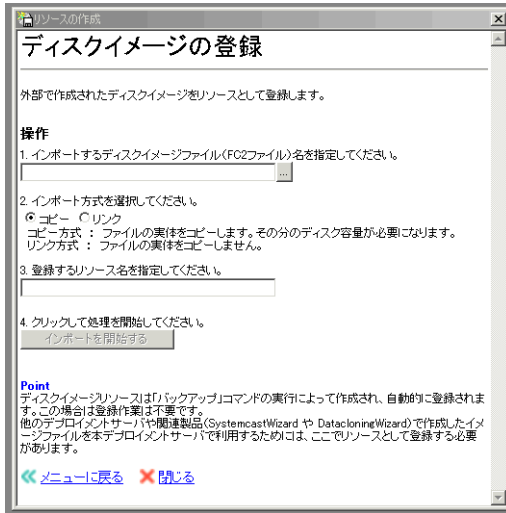 リソースの作成
ディスクイメージの登録
外部で作成されたディスクイメージをリソースとして登録します。
操作
1. インポートするディスクイメージファイル(FC2ファイル)名を指定してください。
...
2. インポート方式を選択してください。
コピー リンク
コピー方式 : ファイルの実体をコピーします。その分のディスク容量が必要になります。
リンク方式 : ファイルの実体をコピーしません。
3. 登録するリソース名を指定してください。
4. クリックして処理を開始してください。
インポートを開始する
Point
ディスクイメージリソースは「バックアップ」コマンドの実行によって作成され、自動的に登録されま
す。この場合は登録作業は不要です。
他のデプロイメントサーバや関連製品(SystemcastWizard や DatacloningWizard)で作成したイメ
ージファイルを本デプロイメントサーバで利用するためには、ここでリソースとして登録する必要
があります。
メニューに戻る 閉じる